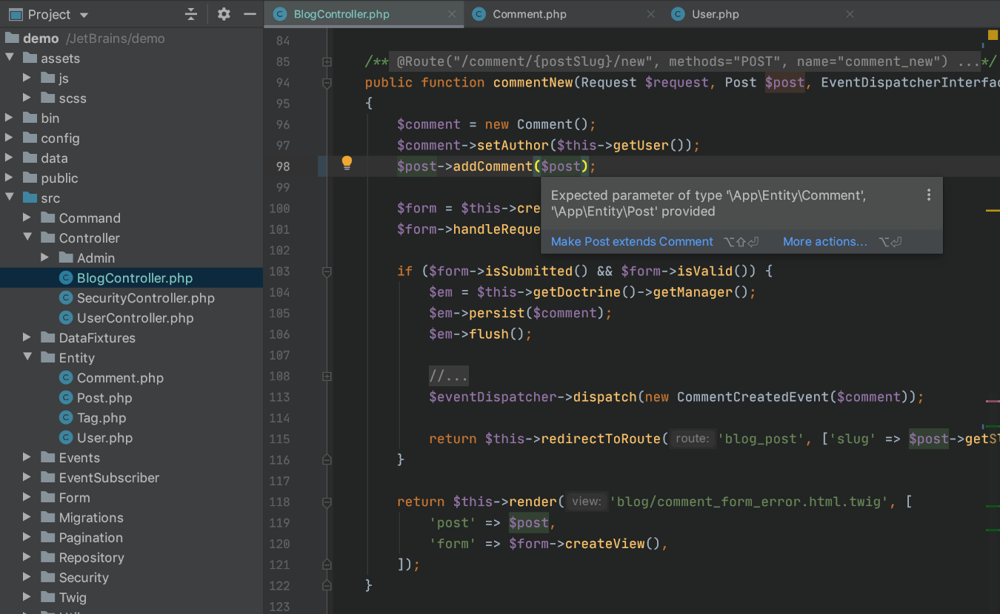 Project
BlogController.php
Comment.php
User.php
demo /JetBrains/demo
assets
js
scss
bin
config
data
public
src
Command
Controller
Admin
BlogController.php
SecurityController.php
UserController.php
DataFixtures
Entity
Comment.php
Post.php
Tag.php
User.php
Events
EventSubscriber
Form
Migrations
Pagination
Repository
Security
Twig
84
85 /** @Route("/comment/{postSlug}/new", methods="POST", name="comment_new") ...*/
94 public function commentNew(Request $request, Post $post, EventDispatcherInterfac
95 {
96 $comment = new Comment();
97 $comment->setAuthor($this->getUser());
98 $post->addComment($post);
99
100 $form = $this->cre
101 $form->handleReque
102
103 if ($form->isSubmitted() && $form->isValid()) {
104 $em = $this->getDoctrine()->getManager();
105 $em->persist($comment);
106 $em->flush();
107
108 //...
113 $eventDispatcher->dispatch(new CommentCreatedEvent($comment));
114
115 return $this->redirectToRoute( route: 'blog_post', ['slug' => $post->getSl
116 }
117
118 return $this->render( view: 'blog/comment_form_error.html.twig', [
119 'post' => $post,
120 'form' => $form->createView(),
121 ]);
122 }
123
Expected parameter of type '\App\Entity\Comment',
'\App\Entity\Post' provided
Make Post extends Comment ⌥⇧⏎ More actions... ⌥⏎